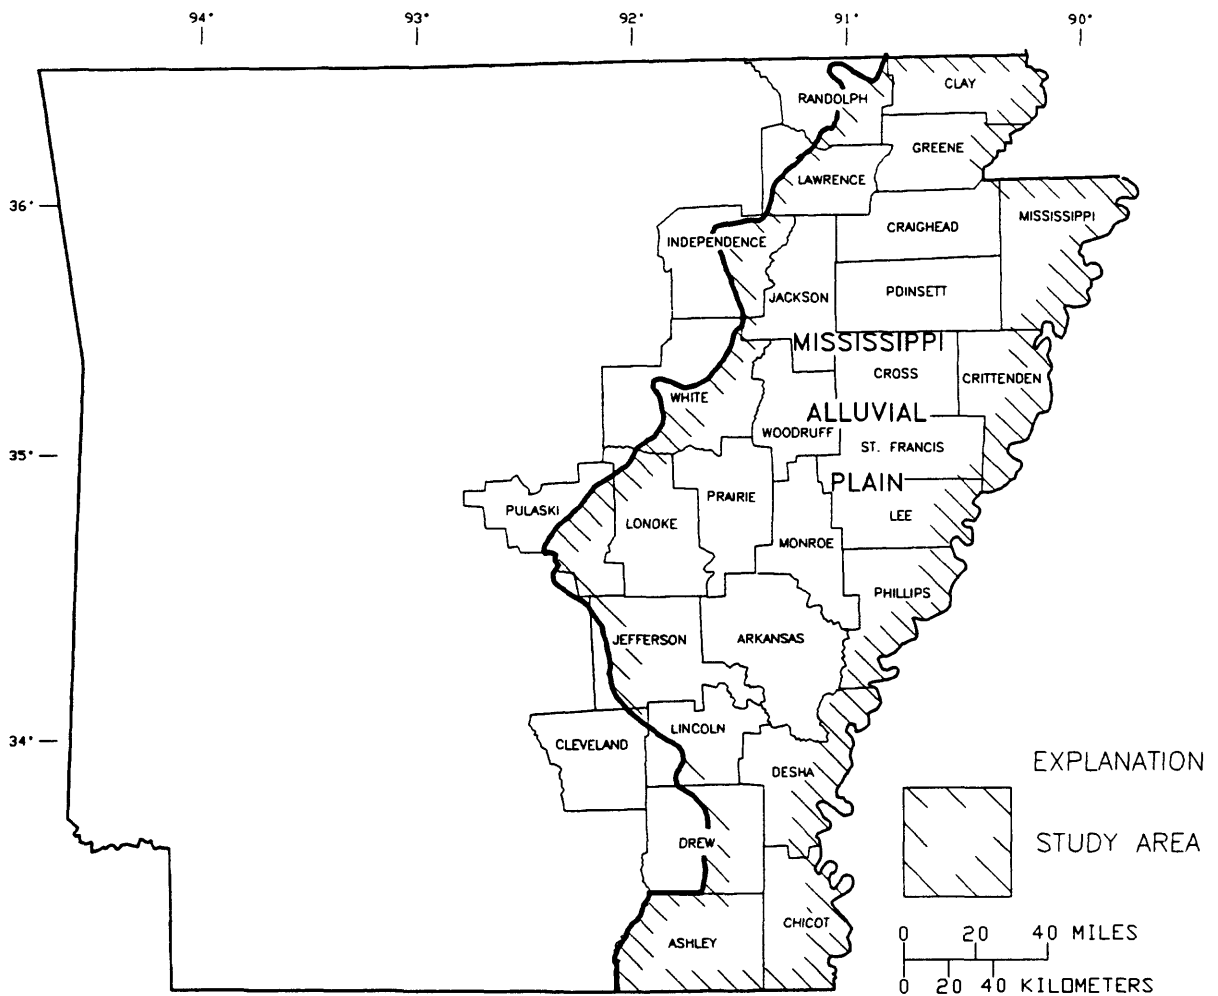 94° 93° 92° 91° 90°
CLAY
RANDOLPH
GREENE
LAWRENCE
36°
MISSISSIPPI
CRAIGHEAD
INDEPENDENCE
PDINSETT
JACKSON
MISSISSIPPI
CROSS
CRITTENDEN
WHITE
ALLUVIAL
WOODRUFF
ST. FRANCIS
35°
PLAIN
PRAIRIE
PULASKI
LEE
LONOKE
MONROE
PHILLIPS
JEFFERSON
ARKANSAS
LINCOLN
34°
CLEVELAND
EXPLANATION
DESHA
DREW
STUDY AREA
CHICOT
0 20 40 MILES
ASHLEY
0 20 40 KILOMETERS